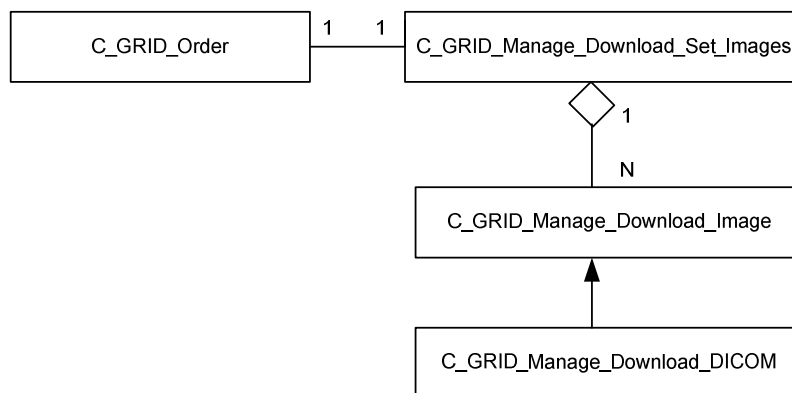 C_GRID_Order
1
1
C_GRID_Manage_Download_Set_Images
1
N
C_GRID_Manage_Download_Image
C_GRID_Manage_Download_DICOM